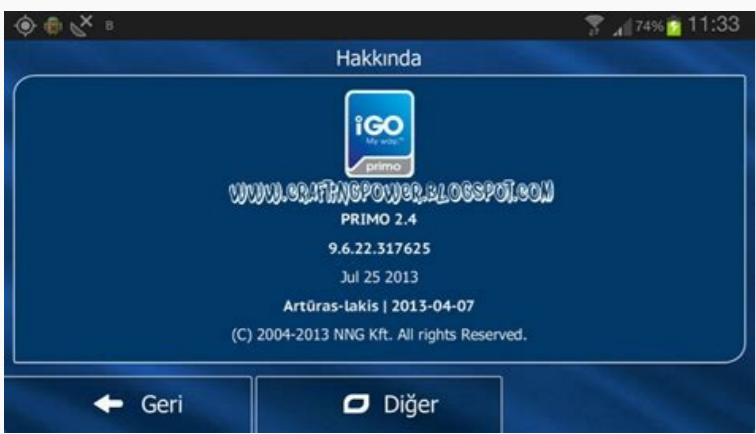 B 74% 11:33
Hakkında
iGO
My way.™
primo
WWW.CRAFTINGPOWER.BLOGSPOT.COM
PRIMO 2.4
9.6.22.317625
Jul 25 2013
Artūras-lakis | 2013-04-07
(C) 2004-2013 NNG Kft. All rights Reserved.
Geri
Diğer